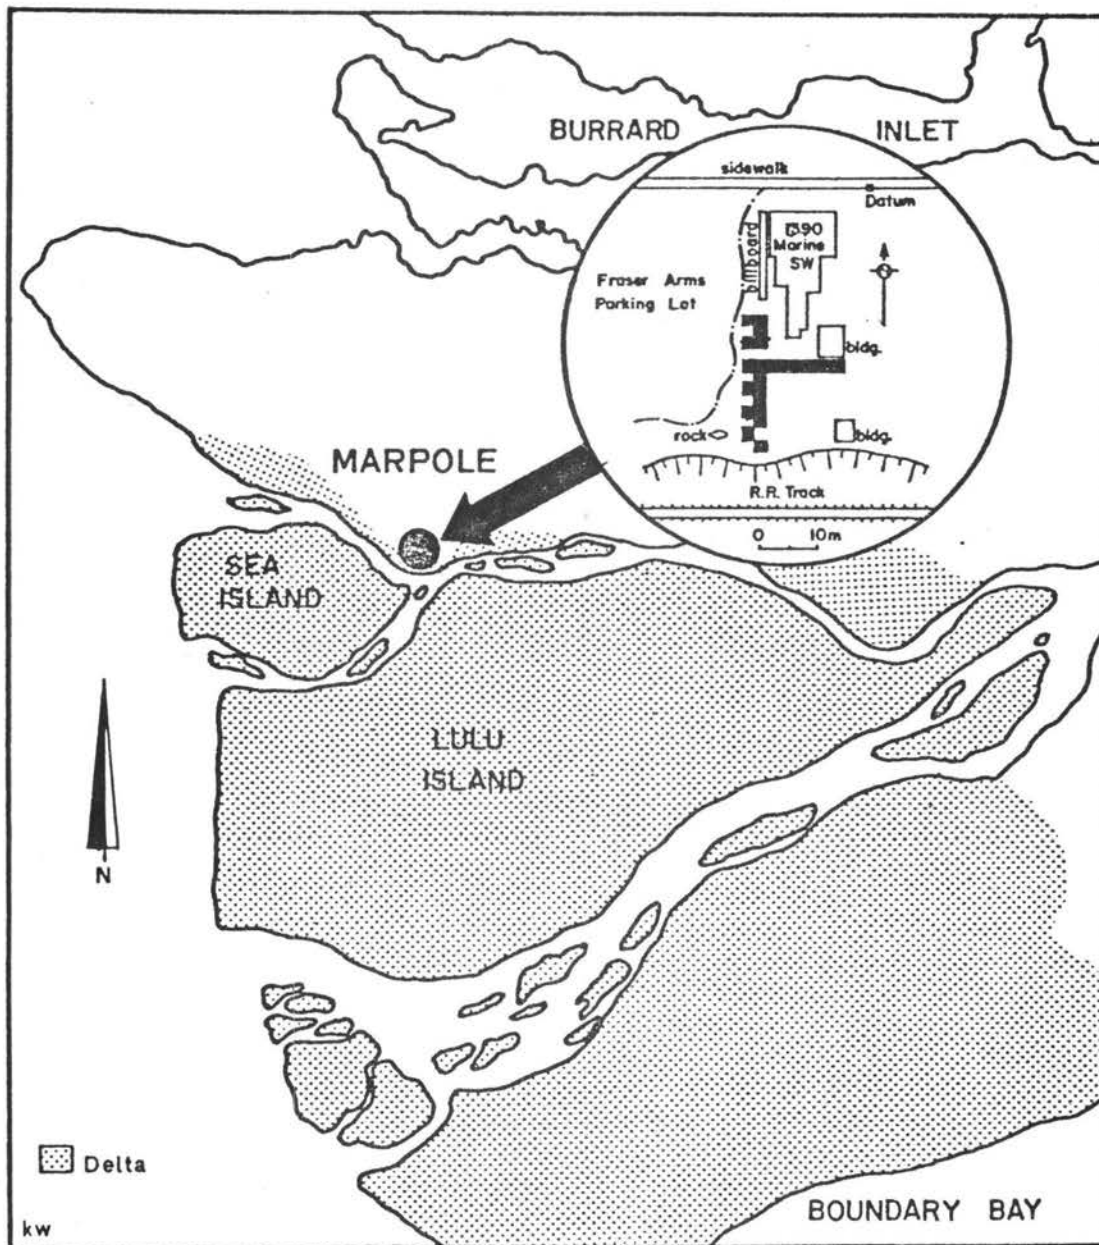 BURRARD INLET
sidewalk
Datum
billboard
1390
Marine
SW
Fraser Arms
Parking Lot
bldg.
rock
bldg.
R.R. Track
0 10m
MARPOLE
SEA
ISLAND
LULU
ISLAND
N
Delta
kw
BOUNDARY BAY